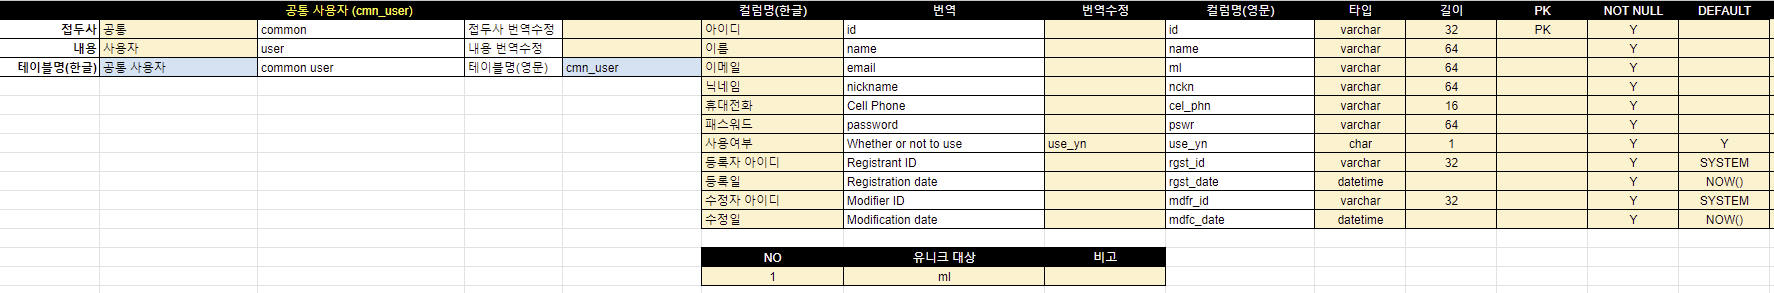 공통 사용자 (cmn_user) 컬럼명(한글) 번역 번역수정 컬럼명(영문) 타입 길이 PK NOT NULL DEFAULT
접두사 공통 common 접두사 번역수정 아이디 id id varchar 32 PK Y
내용 사용자 user 내용 번역수정 이름 name name varchar 64 Y
테이블명(한글) 공통 사용자 common user 테이블명(영문) cmn_user 이메일 email ml varchar 64 Y
닉네임 nickname nckn varchar 64 Y
휴대전화 Cell Phone cel_phn varchar 16 Y
패스워드 password pswr varchar 64 Y
사용여부 Whether or not to use use_yn use_yn char 1 Y Y
등록자 아이디 Registrant ID rgst_id varchar 32 Y SYSTEM
등록일 Registration date rgst_date datetime Y NOW()
수정자 아이디 Modifier ID mdfr_id varchar 32 Y SYSTEM
수정일 Modification date mdfc_date datetime Y NOW()
NO 유니크 대상 비고
1 ml